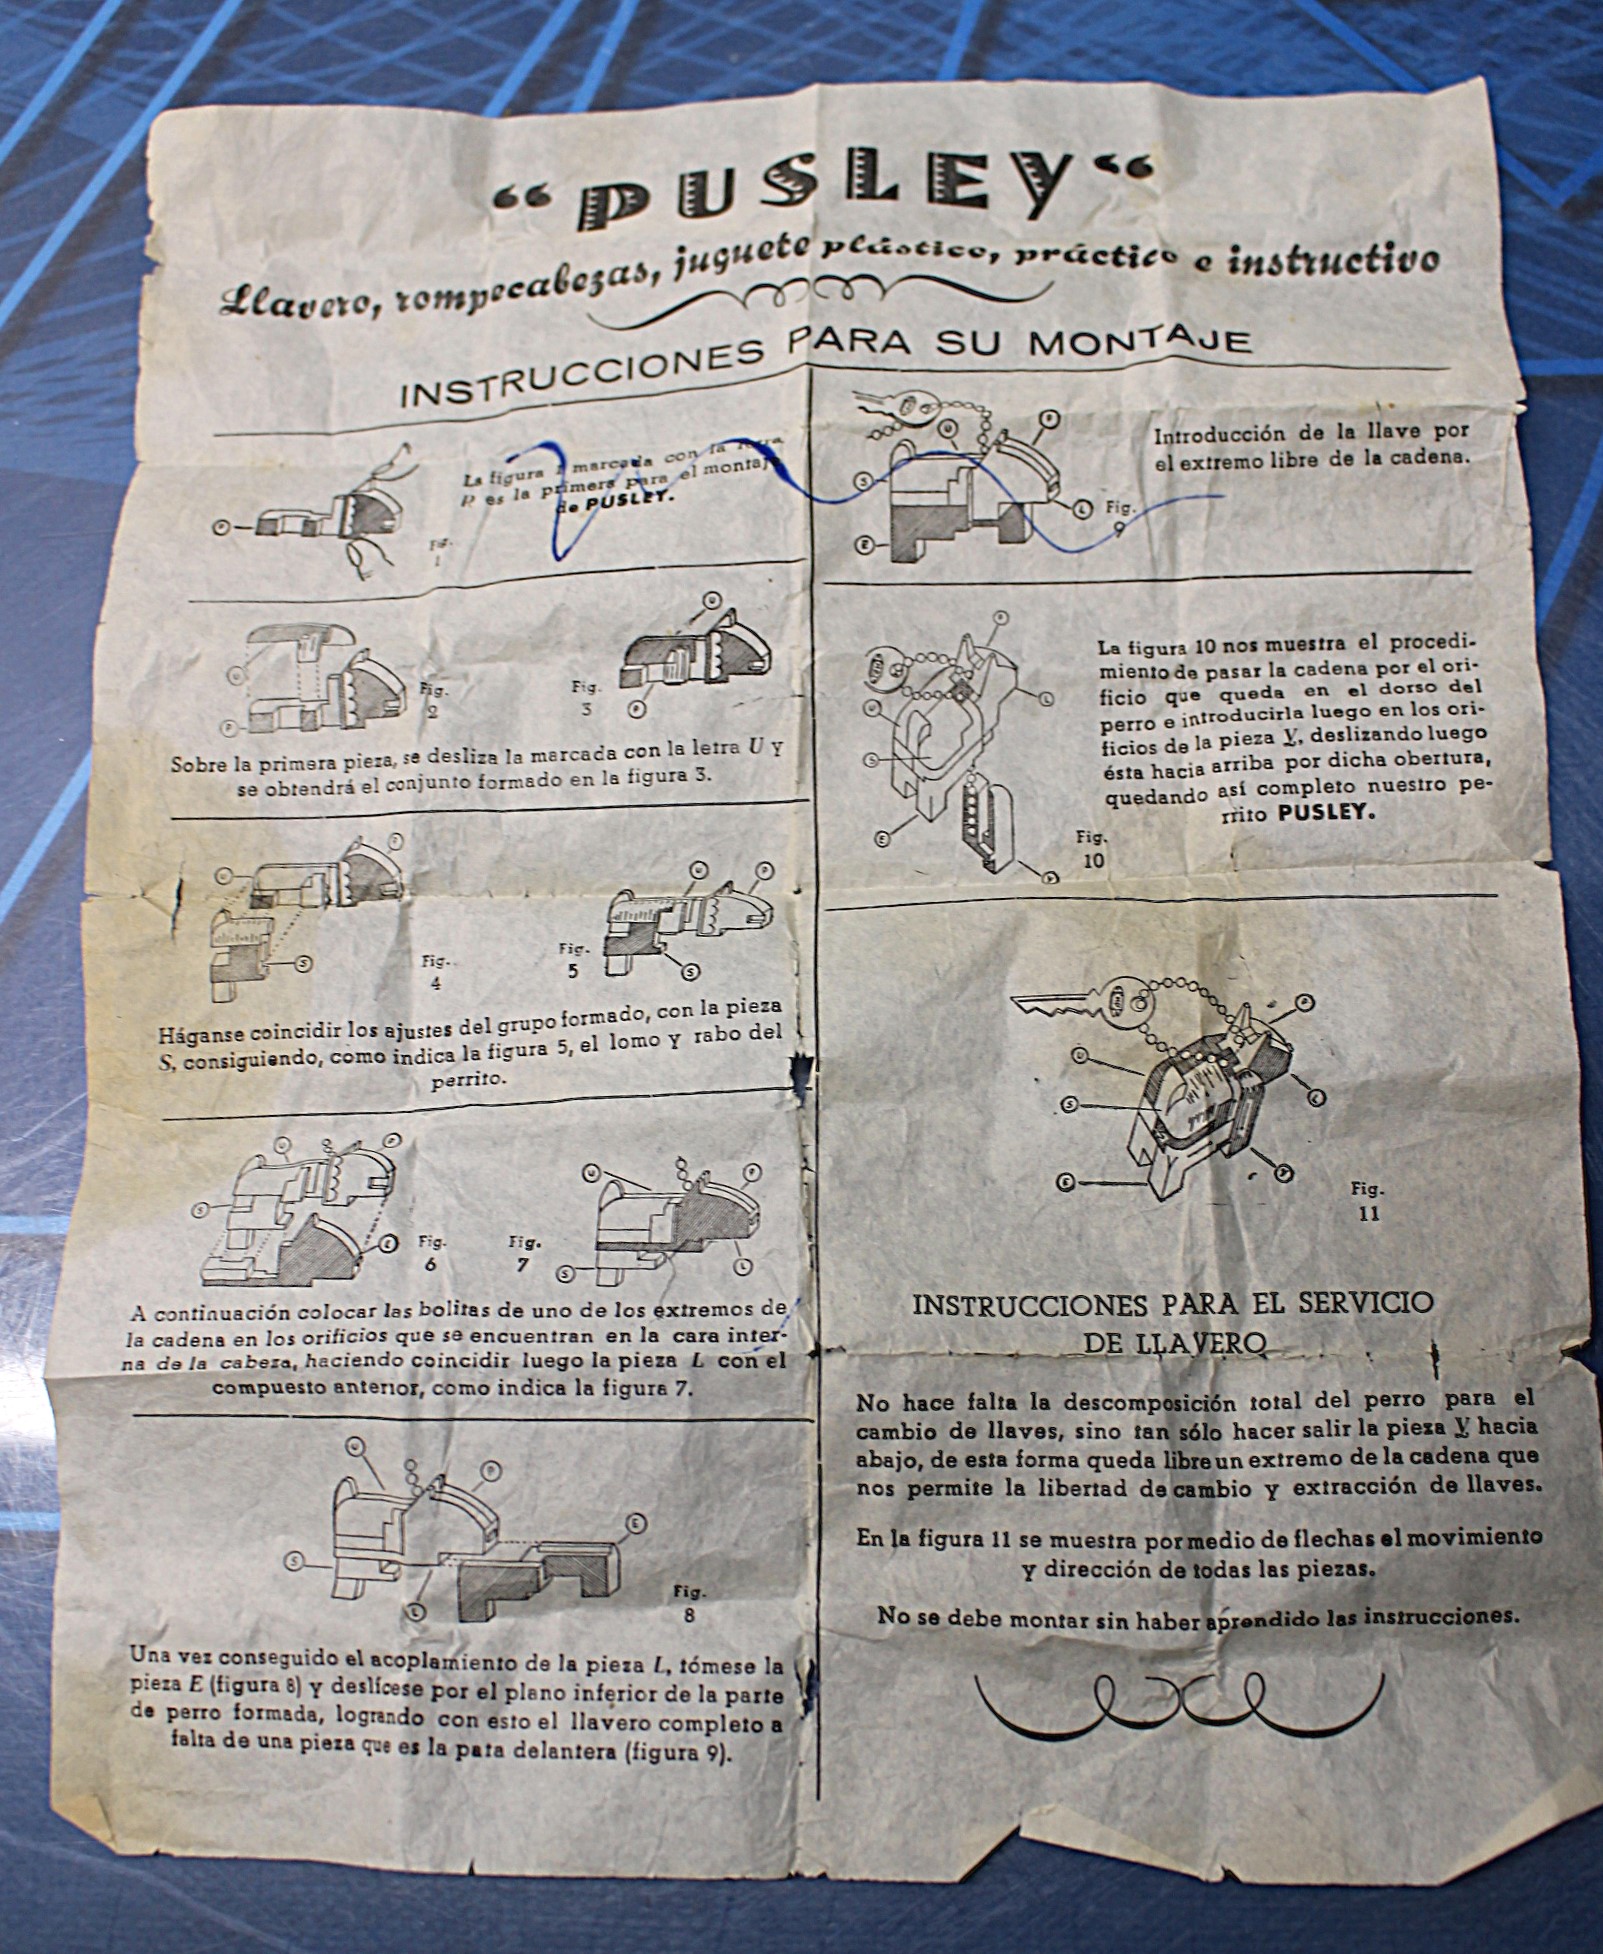 “PUSLEY“
Llavero, rompecabezas, juguete plástico, práctico e instructivo
INSTRUCCIONES PARA SU MONTAJE
La figura 1 marcada con la letra
P es la primera para el montaje
de PUSLEY.
P
Fig.
1
U
P
Fig.
2
Fig.
3
U
P
Sobre la primera pieza, se desliza la marcada con la letra U y
se obtendrá el conjunto formado en la figura 3.
U
P
S
Fig.
4
Fig.
5
U
P
S
Háganse coincidir los ajustes del grupo formado, con la pieza
S, consiguiendo, como indica la figura 5, el lomo y rabo del
perrito.
U
P
S
L
Fig.
6
Fig.
7
U
P
S
L
A continuación colocar las bolitas de uno de los extremos de
la cadena en los orificios que se encuentran en la cara inter-
na de la cabeza, haciendo coincidir luego la pieza L con el
compuesto anterior, como indica la figura 7.
U
P
E
S
L
Fig.
8
Una vez conseguido el acoplamiento de la pieza L, tómese la
pieza E (figura 8) y deslícese por el plano inferior de la parte
de perro formada, logrando con esto el llavero completo a
falta de una pieza que es la pata delantera (figura 9).
P
U
S
L
E
Fig.
9
Introducción de la llave por
el extremo libre de la cadena.
P
L
U
S
E
Y
Fig.
10
La figura 10 nos muestra el procedi-
miento de pasar la cadena por el ori-
ficio que queda en el dorso del
perro e introducirla luego en los ori-
ficios de la pieza Y, deslizando luego
ésta hacia arriba por dicha obertura,
quedando así completo nuestro pe-
rrito PUSLEY.
P
U
S
L
E
Y
Fig.
11
INSTRUCCIONES PARA EL SERVICIO
DE LLAVERO
No hace falta la descomposición total del perro para el
cambio de llaves, sino tan sólo hacer salir la pieza Y hacia
abajo, de esta forma queda libre un extremo de la cadena que
nos permite la libertad de cambio y extracción de llaves.
En la figura 11 se muestra por medio de flechas el movimiento
y dirección de todas las piezas.
No se debe montar sin haber aprendido las instrucciones.